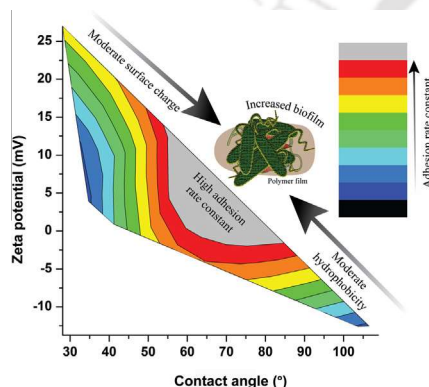 25
20
15
10
5
0
-5
-10
Zeta potential (mV)
30
40
50
60
70
80
90
100
Contact angle (°)
Moderate surface charge
Increased biofilm
Polymer film
High adhesion
rate constant
Moderate
hydrophobicity
Adhesion rate constant